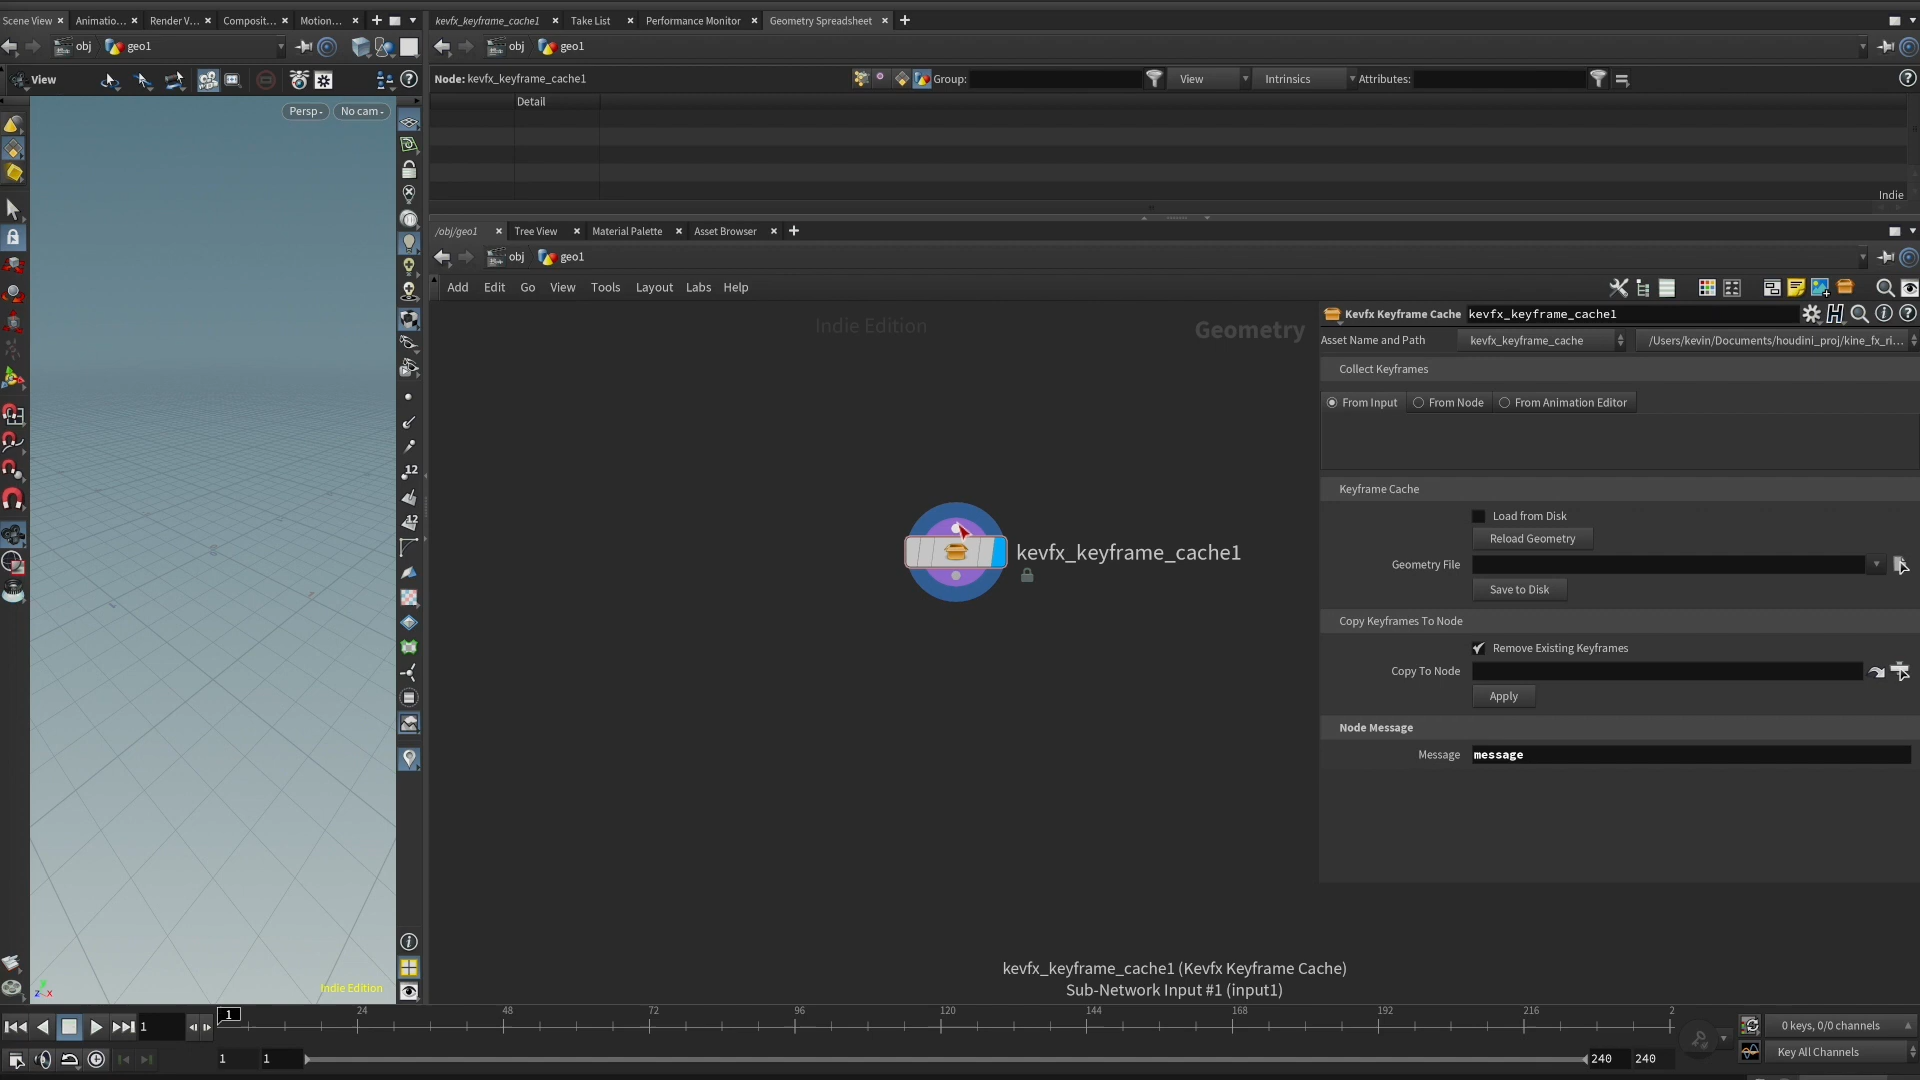 Scene View
Animatio...
Render V...
Composit...
Motion...
kevfx_keyframe_cache1
Take List
Performance Monitor
Geometry Spreadsheet
obj
geo1
obj
geo1
View
Node: kevfx_keyframe_cache1
Group:
View
Intrinsics
Attributes:
Persp
No cam
Detail
Indie
/obj/geo1
Tree View
Material Palette
Asset Browser
obj
geo1
Add Edit Go View Tools Layout Labs Help
Indie Edition
Geometry
Kevfx Keyframe Cache
kevfx_keyframe_cache1
Asset Name and Path
kevfx_keyframe_cache
/Users/kevin/Documents/houdini_proj/kine_fx_ri...
Collect Keyframes
From Input
From Node
From Animation Editor
12
12
Keyframe Cache
Load from Disk
Reload Geometry
Geometry File
Save to Disk
kevfx_keyframe_cache1
Copy Keyframes To Node
Remove Existing Keyframes
Copy To Node
Apply
Node Message
Message
message
kevfx_keyframe_cache1 (Kevfx Keyframe Cache)
Sub-Network Input #1 (input1)
Indie Edition
z x
1
1
24
48
72
96
120
144
168
192
216
2
0 keys, 0/0 channels
Key All Channels
1
1
240
240